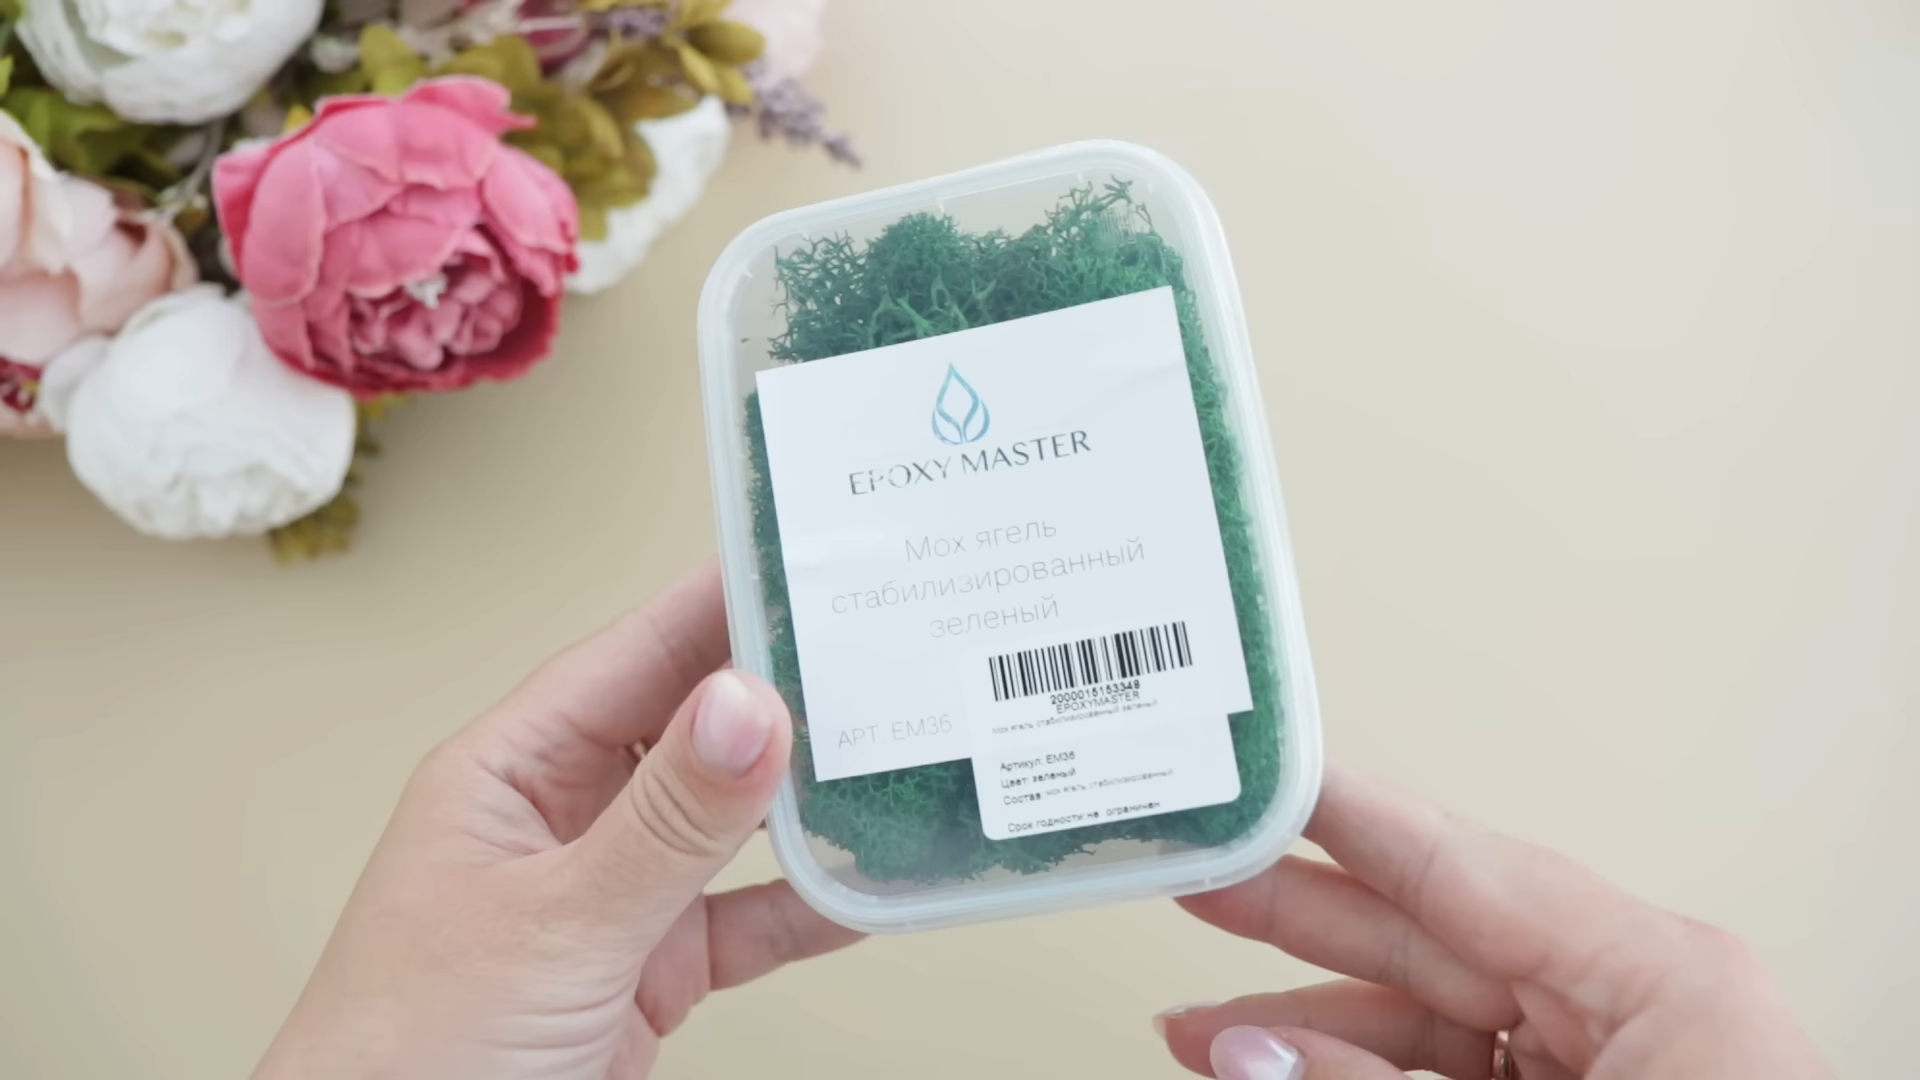 EPOXY MASTER
Мох ягель
стабилизированный
зеленый
АРТ. EM36
2000015153348
EPOXYMASTER
Мох ягель стабилизированный зеленый
Артикул: EM36
Цвет: зеленый
Состав: мох ягель стабилизированный
Срок годности: не ограничен